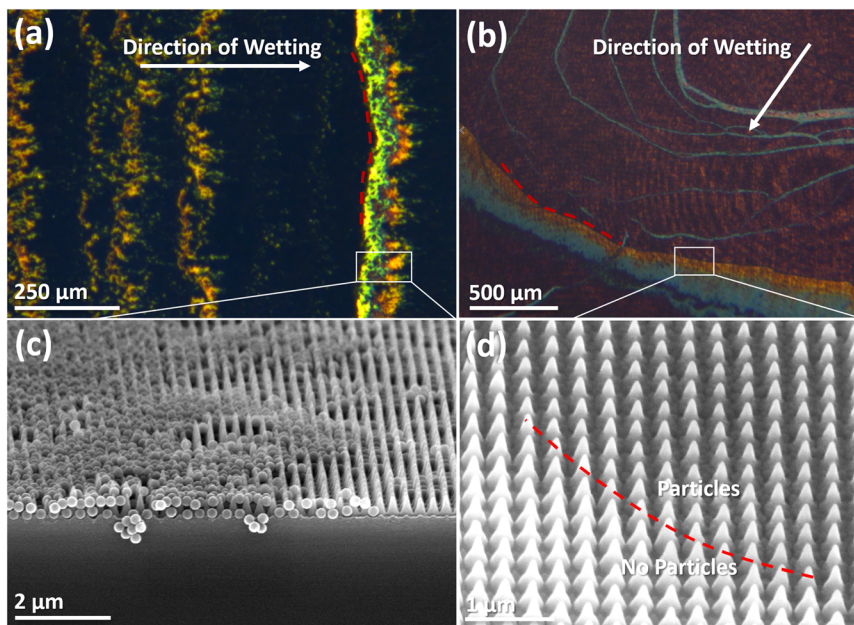 (a)
Direction of Wetting
250 μm
(b)
Direction of Wetting
500 μm
(c)
2 μm
(d)
Particles
No Particles
1 μm